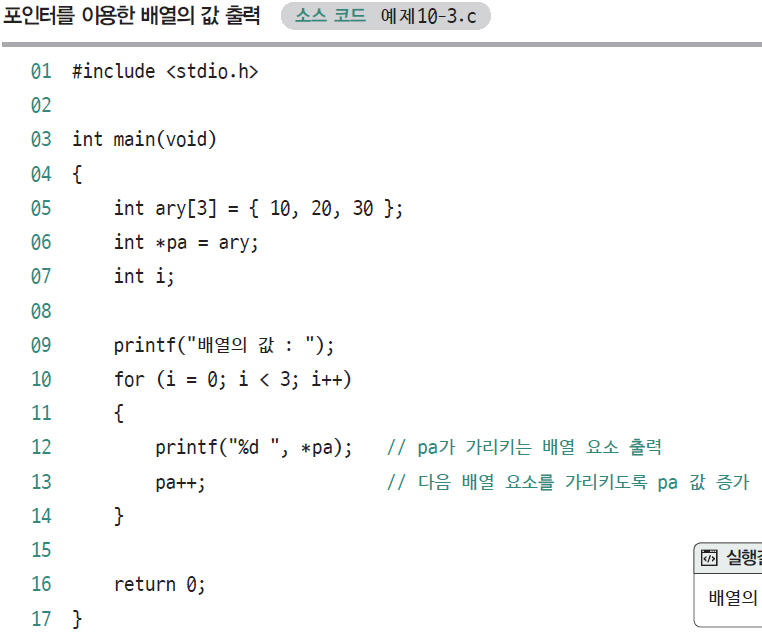 포인터를 이용한 배열의 값 출력 소스 코드 예제10-3.c
01 #include <stdio.h>
02
03 int main(void)
04 {
05     int ary[3] = { 10, 20, 30 };
06     int *pa = ary;
07     int i;
08
09     printf("배열의 값 : ");
10     for (i = 0; i < 3; i++)
11     {
12         printf("%d ", *pa);   // pa가 가리키는 배열 요소 출력
13         pa++;                 // 다음 배열 요소를 가리키도록 pa 값 증가
14     }
15
16     return 0;
17 }
</> 실행
배열의